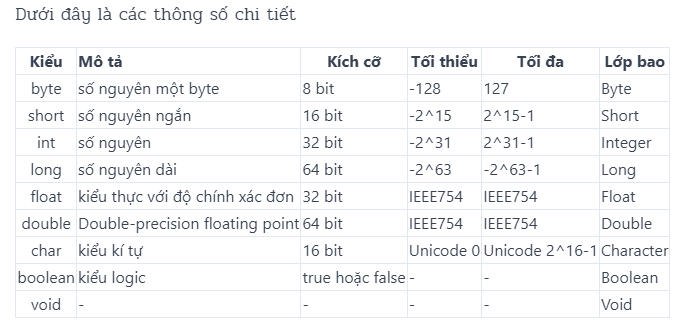 Dưới đây là các thông số chi tiết
Kiểu Mô tả Kích cỡ Tối thiểu Tối đa Lớp bao
byte số nguyên một byte 8 bit -128 127 Byte
short số nguyên ngắn 16 bit -2^15 2^15-1 Short
int số nguyên 32 bit -2^31 2^31-1 Integer
long số nguyên dài 64 bit -2^63 -2^63-1 Long
float kiểu thực với độ chính xác đơn 32 bit IEEE754 IEEE754 Float
double Double-precision floating point 64 bit IEEE754 IEEE754 Double
char kiểu kí tự 16 bit Unicode 0 Unicode 2^16-1 Character
boolean kiểu logic true hoặc false - - Boolean
void - - - - Void